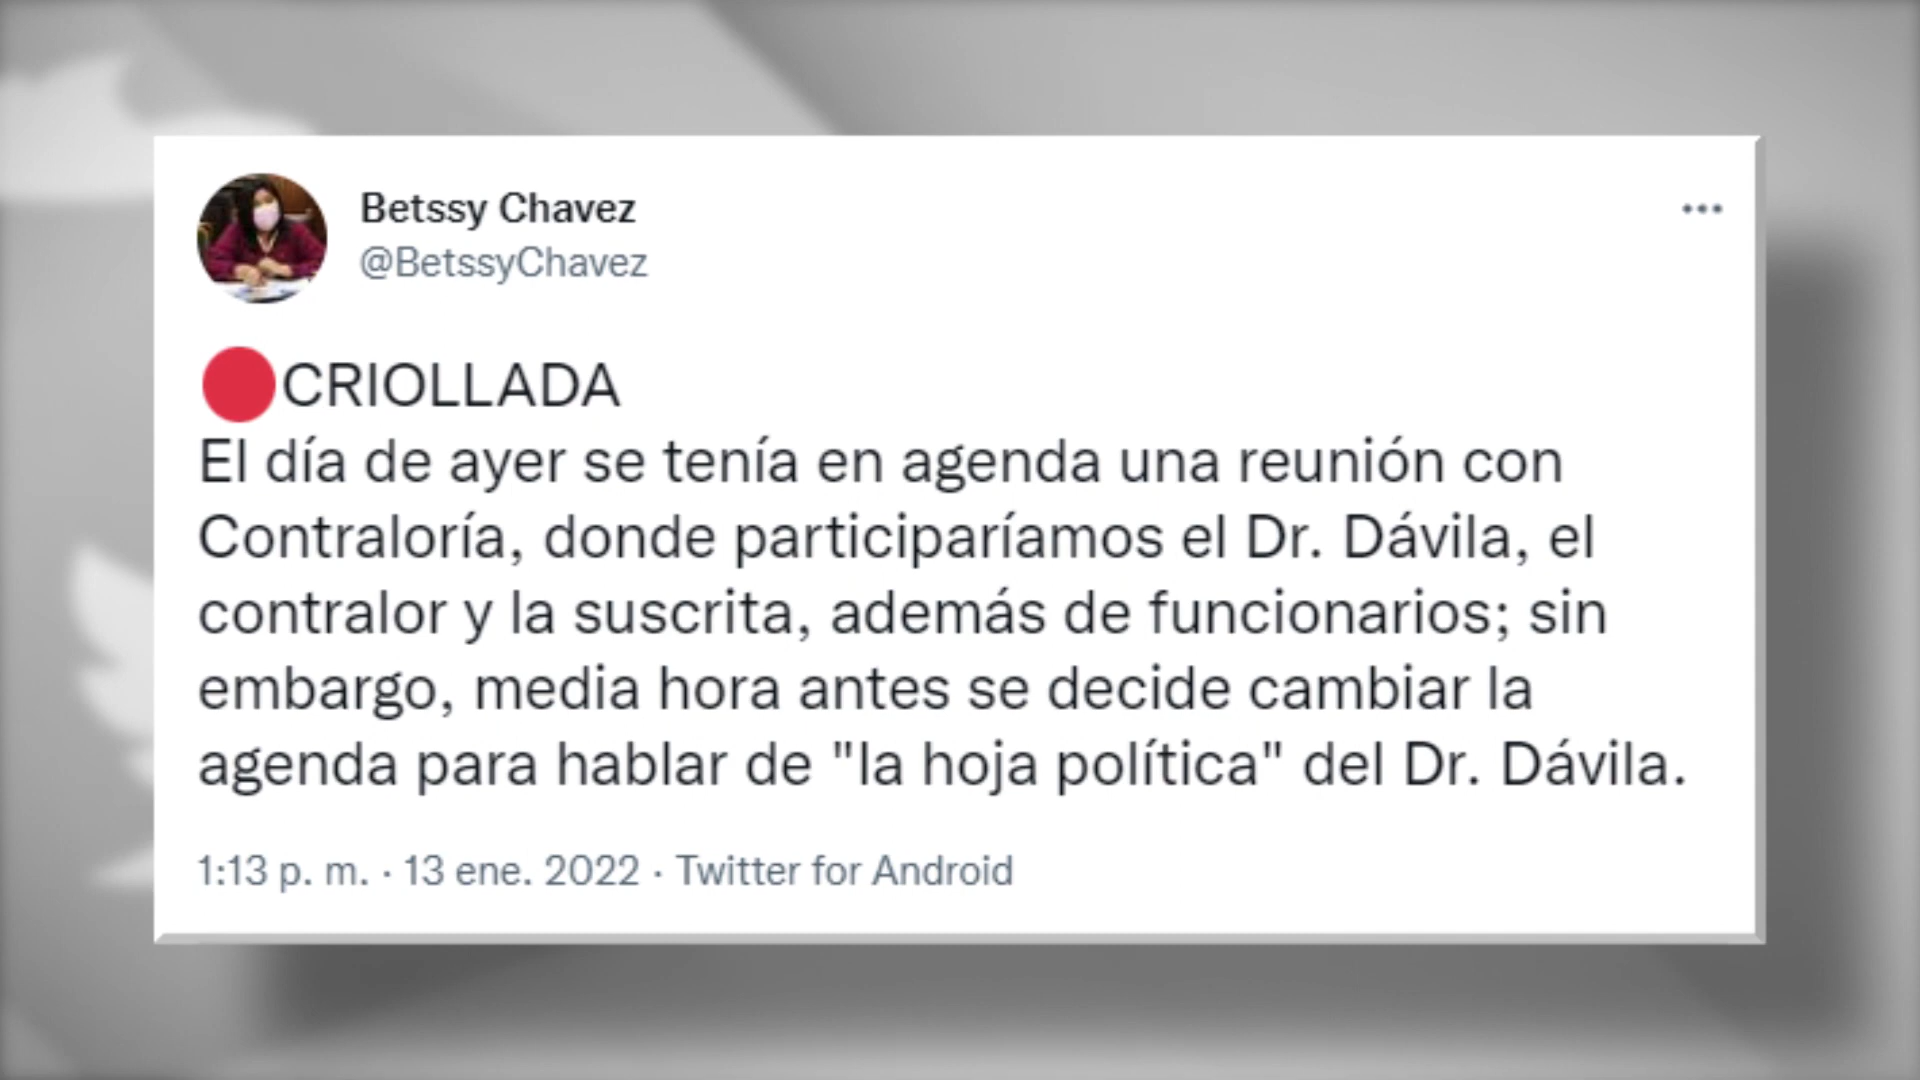 Betssy Chavez
@BetssyChavez
🔴CRIOLLADA
El día de ayer se tenía en agenda una reunión con
Contraloría, donde participaríamos el Dr. Dávila, el
contralor y la suscrita, además de funcionarios; sin
embargo, media hora antes se decide cambiar la
agenda para hablar de "la hoja política" del Dr. Dávila.
1:13 p. m. · 13 ene. 2022 · Twitter for Android